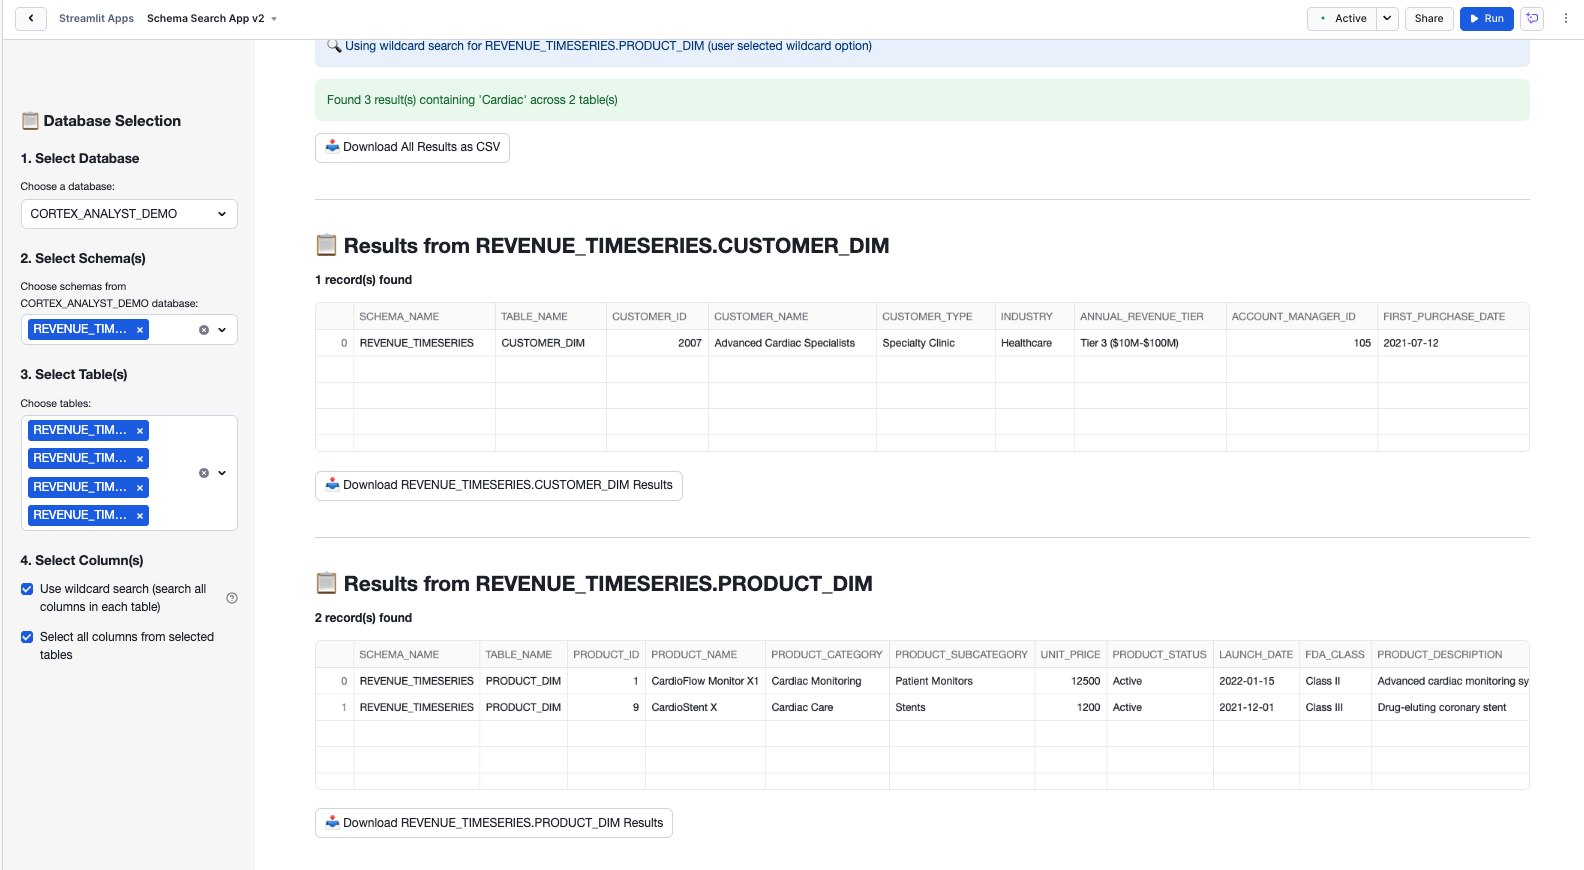 Streamlit Apps Schema Search App v2
Active Share Run
Database Selection
1. Select Database
Choose a database:
CORTEX_ANALYST_DEMO
2. Select Schema(s)
Choose schemas from
CORTEX_ANALYST_DEMO database:
REVENUE_TIM... ×
3. Select Table(s)
Choose tables:
REVENUE_TIM... ×
REVENUE_TIM... ×
REVENUE_TIM... ×
REVENUE_TIM... ×
4. Select Column(s)
Use wildcard search (search all
columns in each table)
Select all columns from selected
tables
Using wildcard search for REVENUE_TIMESERIES.PRODUCT_DIM (user selected wildcard option)
Found 3 result(s) containing 'Cardiac' across 2 table(s)
Download All Results as CSV
Results from REVENUE_TIMESERIES.CUSTOMER_DIM
1 record(s) found
SCHEMA_NAME TABLE_NAME CUSTOMER_ID CUSTOMER_NAME CUSTOMER_TYPE INDUSTRY ANNUAL_REVENUE_TIER ACCOUNT_MANAGER_ID FIRST_PURCHASE_DATE
0 REVENUE_TIMESERIES CUSTOMER_DIM 2007 Advanced Cardiac Specialists Specialty Clinic Healthcare Tier 3 ($10M-$100M) 105 2021-07-12
Download REVENUE_TIMESERIES.CUSTOMER_DIM Results
Results from REVENUE_TIMESERIES.PRODUCT_DIM
2 record(s) found
SCHEMA_NAME TABLE_NAME PRODUCT_ID PRODUCT_NAME PRODUCT_CATEGORY PRODUCT_SUBCATEGORY UNIT_PRICE PRODUCT_STATUS LAUNCH_DATE FDA_CLASS PRODUCT_DESCRIPTION
0 REVENUE_TIMESERIES PRODUCT_DIM 1 CardioFlow Monitor X1 Cardiac Monitoring Patient Monitors 12500 Active 2022-01-15 Class II Advanced cardiac monitoring sy
1 REVENUE_TIMESERIES PRODUCT_DIM 9 CardioStent X Cardiac Care Stents 1200 Active 2021-12-01 Class III Drug-eluting coronary stent
Download REVENUE_TIMESERIES.PRODUCT_DIM Results